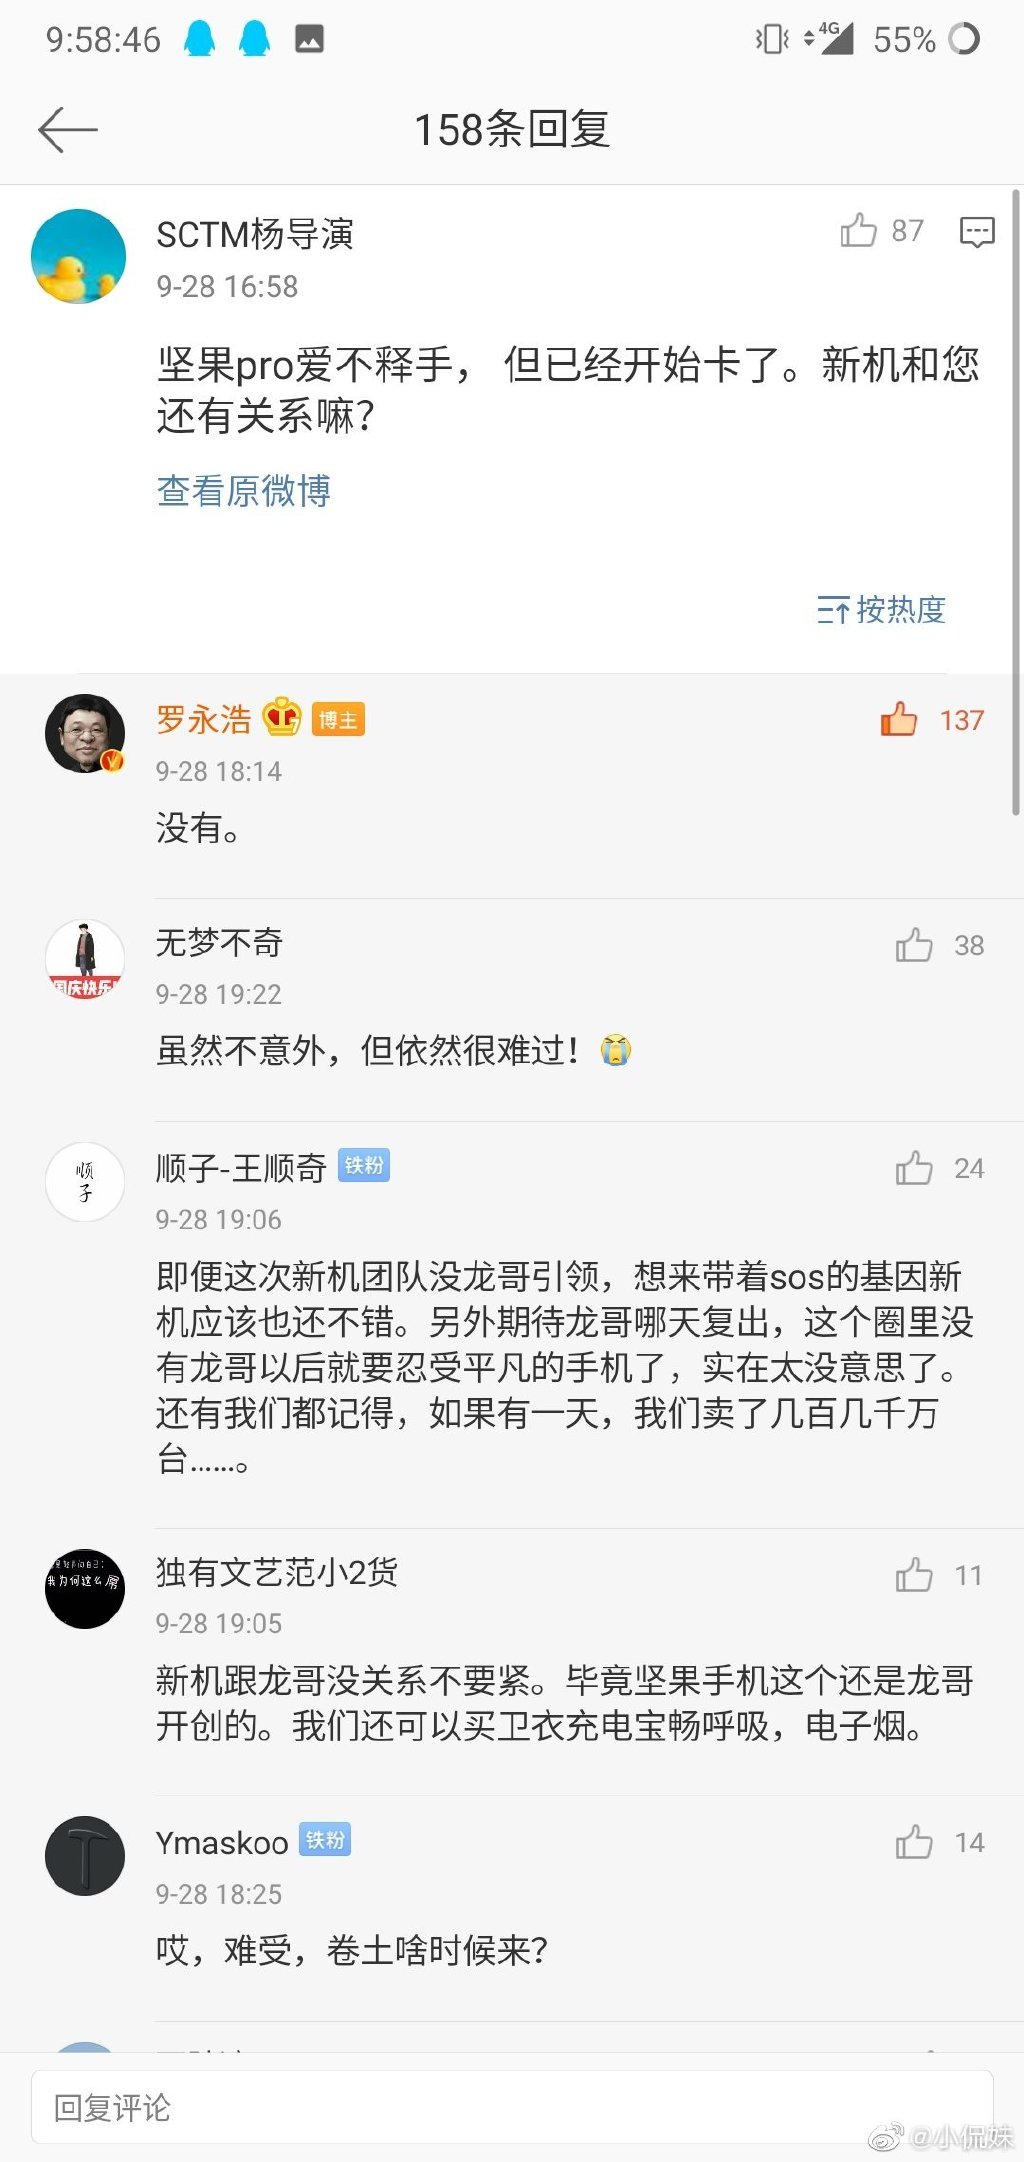 9:58:46
4G
55%
158条回复
SCTM杨导演
87
9-28 16:58
坚果pro爱不释手， 但已经开始卡了。新机和您
还有关系嘛？
查看原微博
按热度
罗永浩
博主
137
9-28 18:14
没有。
国庆快乐
无梦不奇
38
9-28 19:22
虽然不意外，但依然很难过！
顺
子
顺子-王顺奇
铁粉
24
9-28 19:06
即便这次新机团队没龙哥引领，想来带着sos的基因新
机应该也还不错。另外期待龙哥哪天复出，这个圈里没
有龙哥以后就要忍受平凡的手机了，实在太没意思了。
还有我们都记得，如果有一天，我们卖了几百几千万
台……。
我为何这么屌
独有文艺范小2货
11
9-28 19:05
新机跟龙哥没关系不要紧。毕竟坚果手机这个还是龙哥
开创的。我们还可以买卫衣充电宝畅呼吸，电子烟。
Ymaskoo
铁粉
14
9-28 18:25
哎，难受，卷土啥时候来？
回复评论
@小侃妹